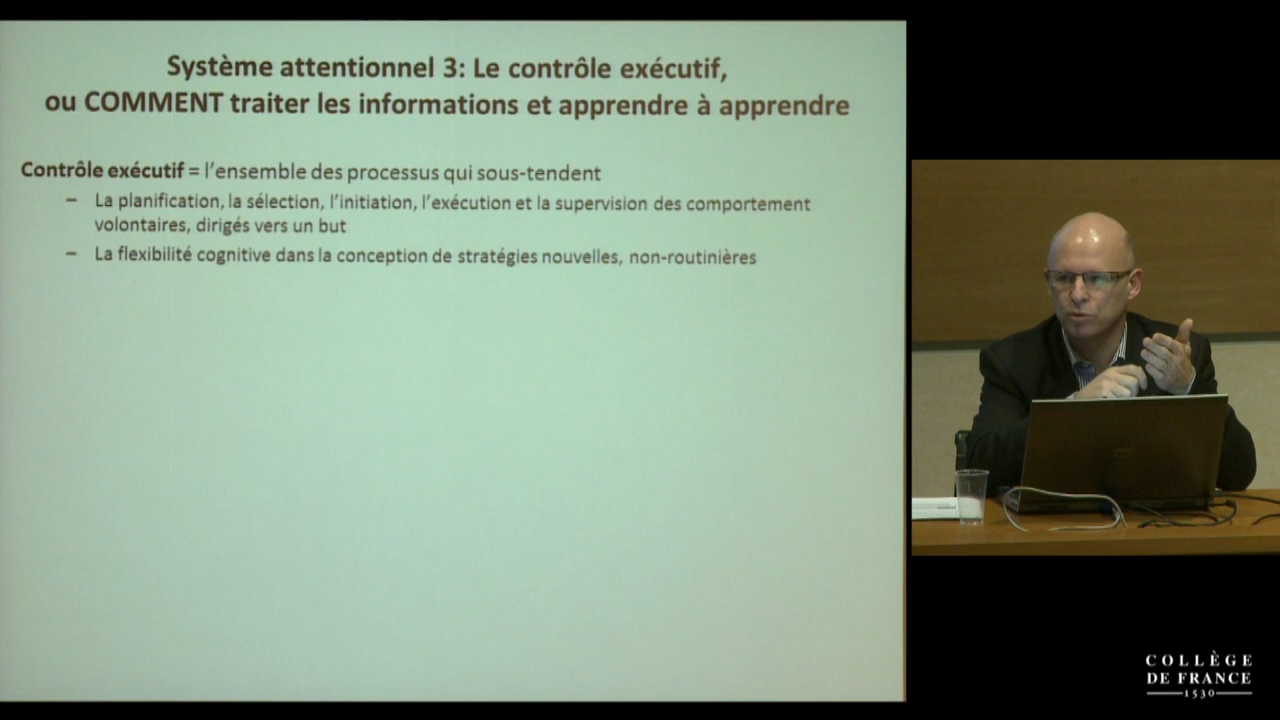 Système attentionnel 3: Le contrôle exécutif,
ou COMMENT traiter les informations et apprendre à apprendre
Contrôle exécutif = l'ensemble des processus qui sous-tendent
– La planification, la sélection, l'initiation, l'exécution et la supervision des comportement
volontaires, dirigés vers un but
– La flexibilité cognitive dans la conception de stratégies nouvelles, non-routinières
COLLÈGE
DE FRANCE
1530